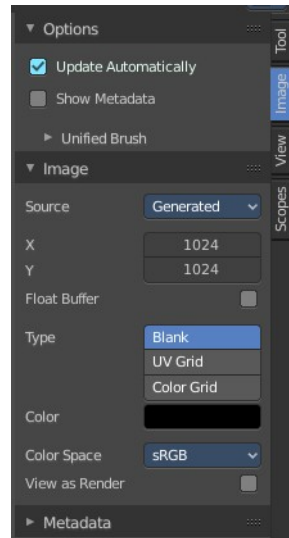 Options
Update Automatically
Show Metadata
Unified Brush
Image
Source Generated
X 1024
Y 1024
Float Buffer
Type Blank
UV Grid
Color Grid
Color
Color Space sRGB
View as Render
Metadata
Tool
Image
View
Scopes